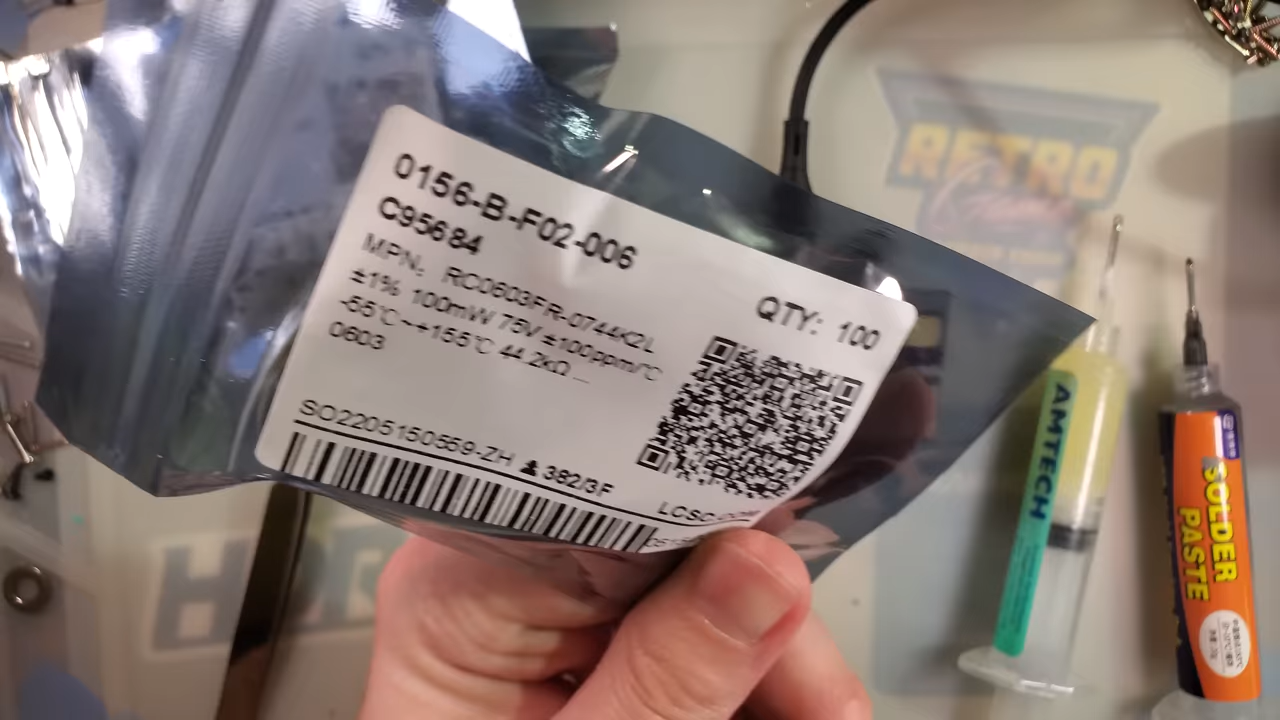 0156-B-F02-006
C95684
MPN: RC0603FR-0744K2L
±1% 100mW 75V ±100ppm/℃
-55℃~+155℃ 44.2kΩ ...
0603
QTY: 100
SO2205150559-ZH 382/3F
LCSC.COM
RETRO
AMTECH
SOLDER
PASTE